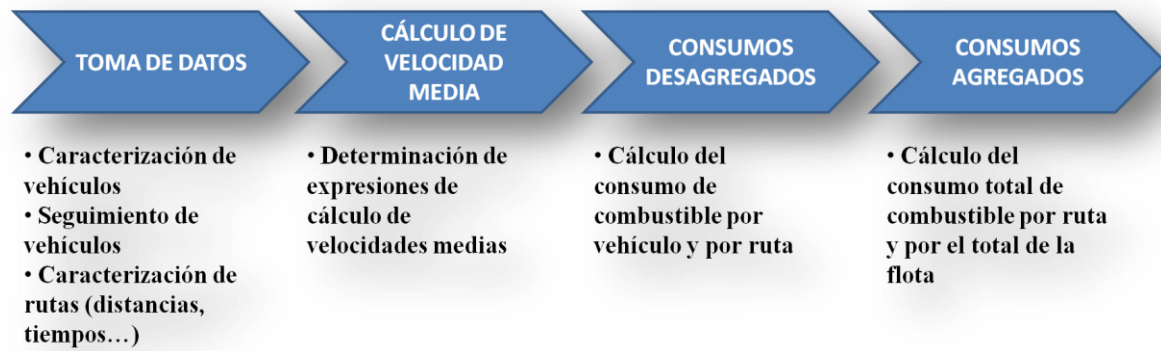 TOMA DE DATOS
• Caracterización de
vehículos
• Seguimiento de
vehículos
• Caracterización de
rutas (distancias,
tiempos…)
CÁLCULO DE
VELOCIDAD
MEDIA
• Determinación de
expresiones de
cálculo de
velocidades medias
CONSUMOS
DESAGREGADOS
• Cálculo del
consumo de
combustible por
vehículo y por ruta
CONSUMOS
AGREGADOS
• Cálculo del
consumo total de
combustible por ruta
y por el total de la
flota